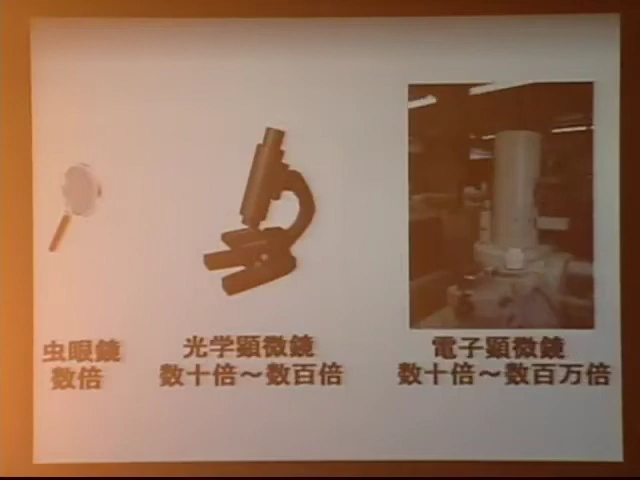 虫眼鏡
数倍
光学顕微鏡
数十倍～数百倍
電子顕微鏡
数十倍～数百万倍